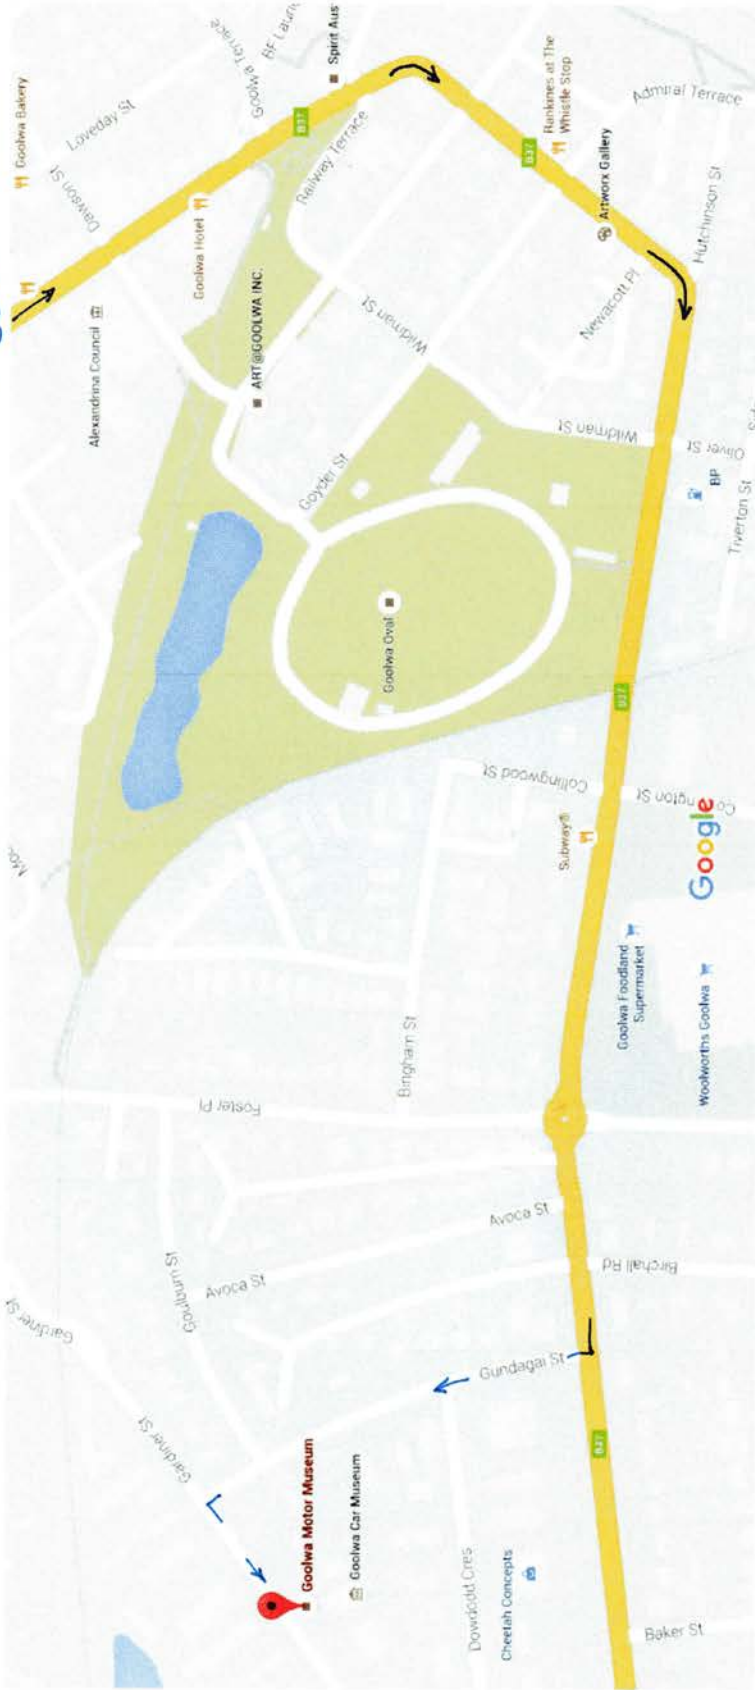 Goolwa Bakery
Loveday St
Goolwa Terrace
Spirit Aus
Dawson St
B37
Goolwa Hotel
Railway Terrace
Alexandrina Council
ART@GOOLWA INC.
Wildman St
B37
Rankines at The
Whistle Stop
Admiral Terrace
Artworx Gallery
Newacott Pl
Hutchinson St
Goyder St
Wildman St
Oliver St
BP
Tiverton St
Goolwa Oval
B37
Collingwood St
Subway®
Google
Goolwa Foodland
Supermarket
Woolworths Goolwa
Bingham St
Foster Pl
Avoca St
Avoca St
Birchall Rd
Goulburn St
Gardiner St
Gundagai St
Gardiner St
B37
Goolwa Motor Museum
Goolwa Car Museum
Dowdodd Cres
Cheetah Concepts
Baker St